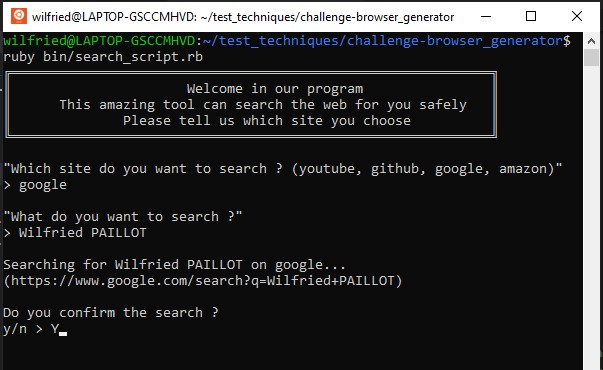 wilfried@LAPTOP-GSCCMHVD: ~/test_techniques/challenge-browser_generator
wilfried@LAPTOP-GSCCMHVD:~/test_techniques/challenge-browser_generator$
ruby bin/search_script.rb
Welcome in our program
This amazing tool can search the web for you safely
Please tell us which site you choose
"Which site do you want to search ? (youtube, github, google, amazon)"
> google
"What do you want to search ?"
> Wilfried PAILLOT
Searching for Wilfried PAILLOT on google...
(https://www.google.com/search?q=Wilfried+PAILLOT)
Do you confirm the search ?
y/n > Y